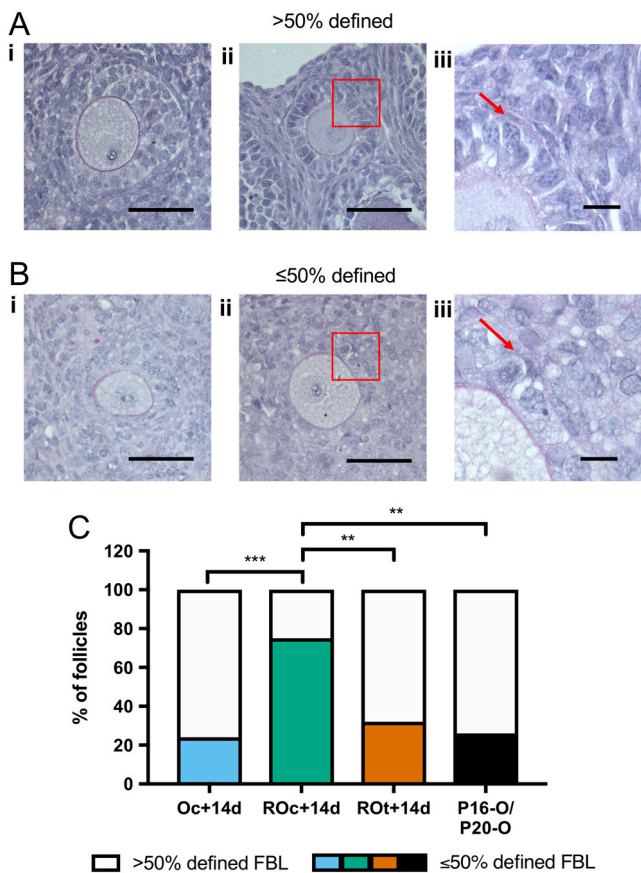 A
>50% defined
i
ii
iii
B
≤50% defined
i
ii
iii
C
**
***
**
120
100
80
60
40
20
0
% of follicles
Oc+14d ROc+14d ROt+14d P16-O/
P20-O
>50% defined FBL ≤50% defined FBL